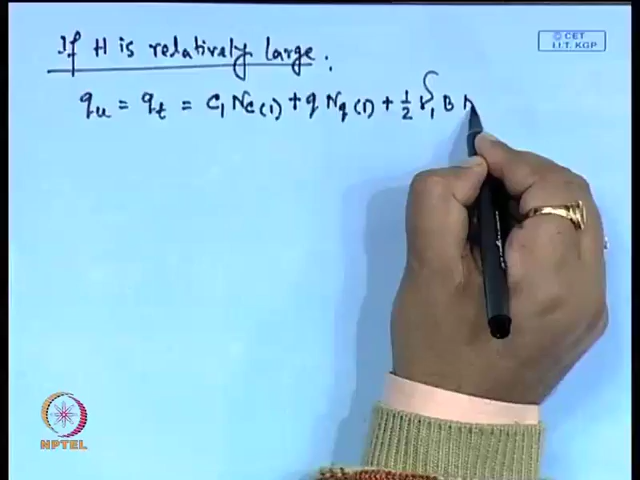 © CET
I.I.T. KGP
If H is relatively large :
qu = qt = C1 Nc(1) + q Nq(1) + 1/2 γ1 B N
NPTEL